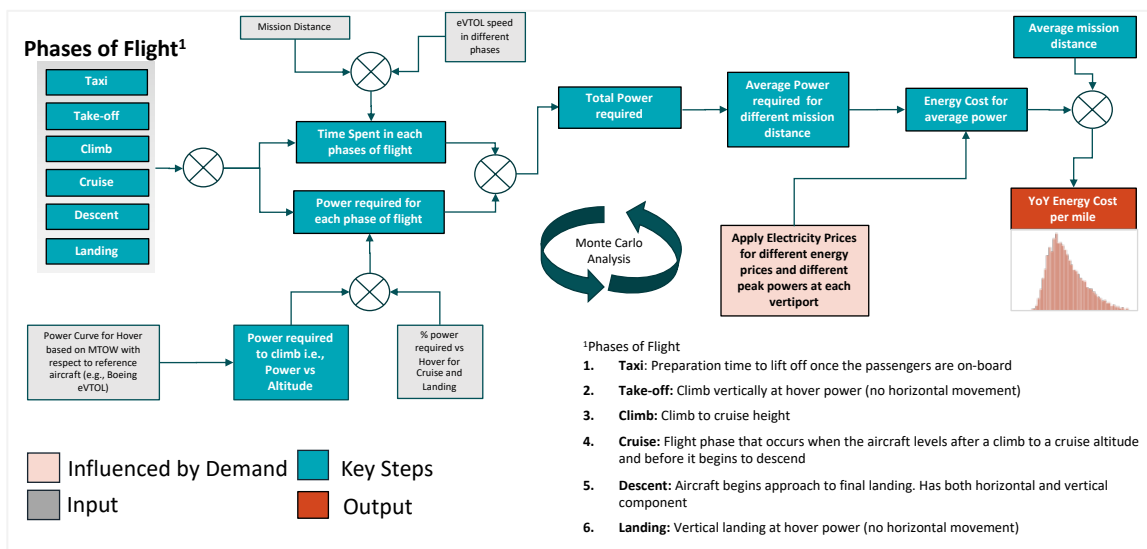 Phases of Flight¹
Taxi
Take-off
Climb
Cruise
Descent
Landing
Mission Distance
eVTOL speed
in different
phases
Time Spent in each
phases of flight
Power required for
each phase of flight
Power Curve for Hover
based on MTOW with
respect to reference
aircraft (e.g., Boeing
eVTOL)
Power required
to climb i.e.,
Power vs
Altitude
% power
required vs
Hover for
Cruise and
Landing
Total Power
required
Average Power
required for
different mission
distance
Energy Cost for
average power
Average mission
distance
Monte Carlo
Analysis
Apply Electricity Prices
for different energy
prices and different
peak powers at each
vertiport
YoY Energy Cost
per mile
Influenced by Demand
Key Steps
Input
Output
¹Phases of Flight
1. Taxi: Preparation time to lift off once the passengers are on-board
2. Take-off: Climb vertically at hover power (no horizontal movement)
3. Climb: Climb to cruise height
4. Cruise: Flight phase that occurs when the aircraft levels after a climb to a cruise altitude
and before it begins to descend
5. Descent: Aircraft begins approach to final landing. Has both horizontal and vertical
component
6. Landing: Vertical landing at hover power (no horizontal movement)